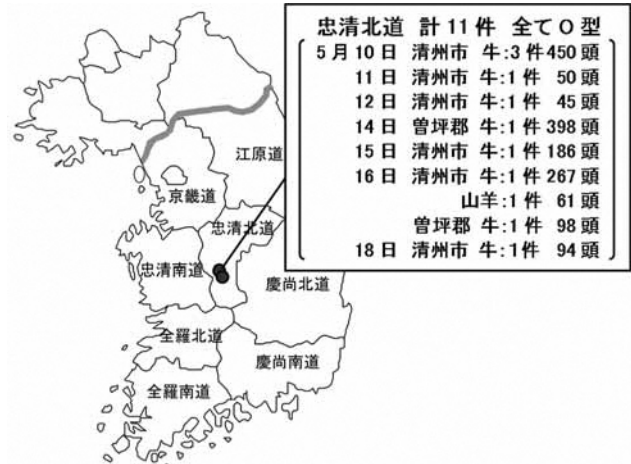 忠清北道 計11件 全てO型
5月10日 清州市 牛:3件450頭
11日 清州市 牛:1件 50頭
12日 清州市 牛:1件 45頭
14日 曽坪郡 牛:1件398頭
15日 清州市 牛:1件186頭
16日 清州市 牛:1件267頭
山羊:1件 61頭
曽坪郡 牛:1件 98頭
18日 清州市 牛:1件 94頭
江原道
京畿道
忠清北道
忠清南道
慶尚北道
全羅北道
慶尚南道
全羅南道